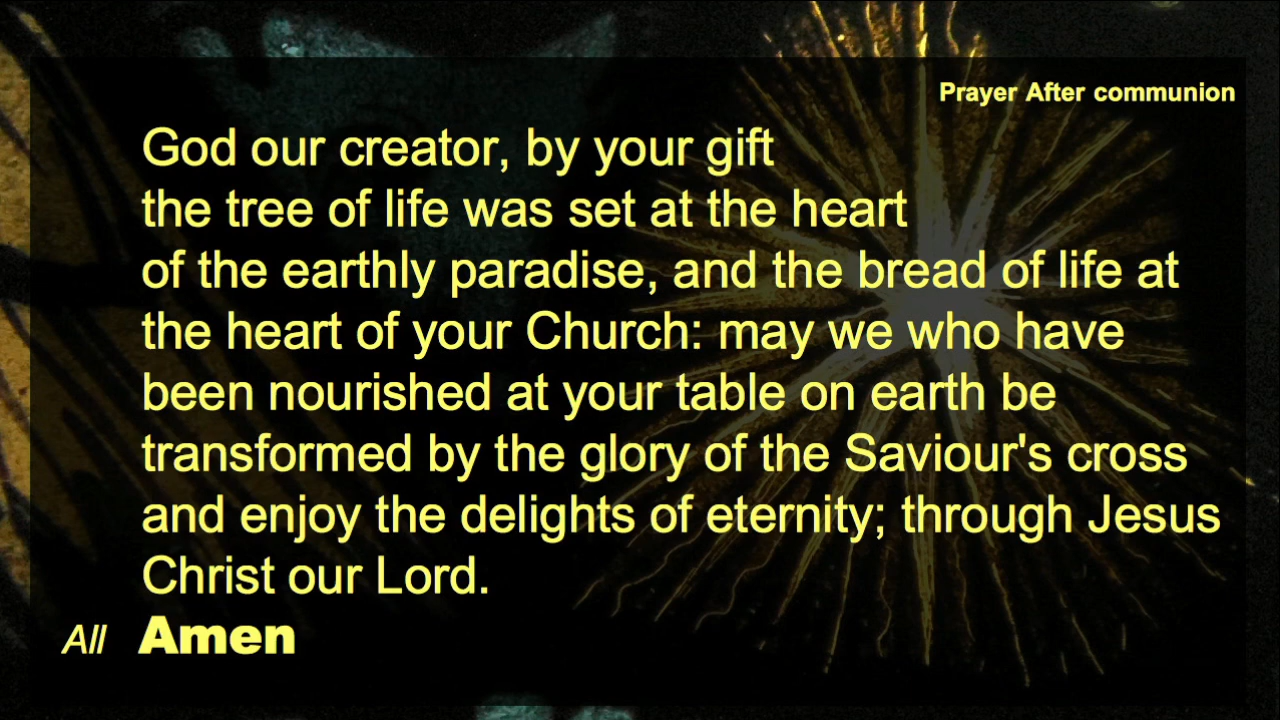 Prayer After communion
God our creator, by your gift
the tree of life was set at the heart
of the earthly paradise, and the bread of life at
the heart of your Church: may we who have
been nourished at your table on earth be
transformed by the glory of the Saviour's cross
and enjoy the delights of eternity; through Jesus
Christ our Lord.
All Amen